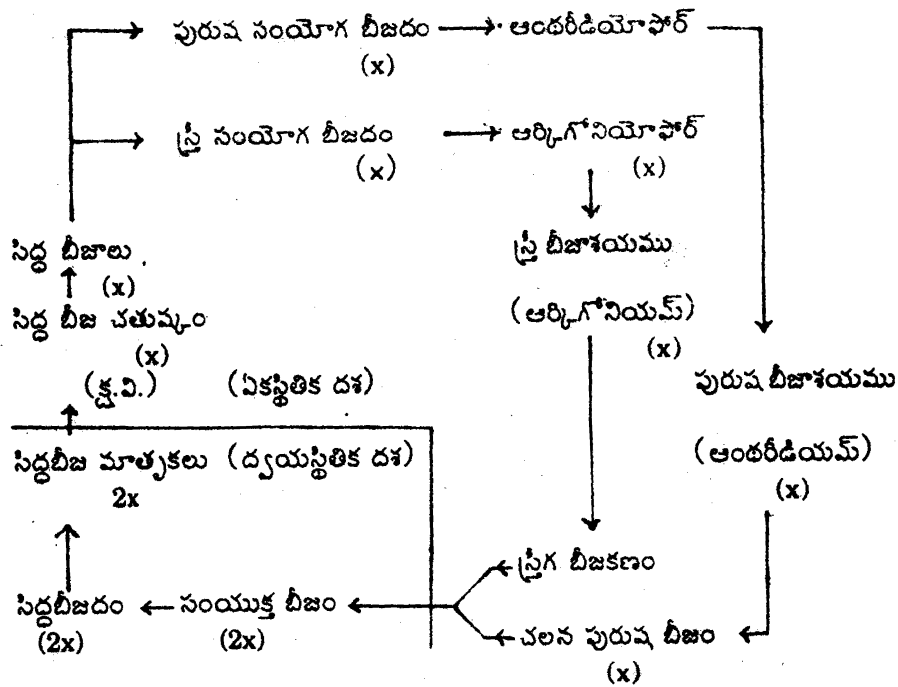 పురుష సంయోగ బీజదం ఆంథరీడియోఫోర్
(x)
స్త్రీ సంయోగ బీజదం ఆర్కిగోనియోఫోర్
(x) (x)
సిద్ధ బీజాలు
(x)
స్త్రీ బీజాశయము
సిద్ధ బీజ చతుష్కం
(x)
(ఆర్కిగోనియమ్)
(x)
(క్ష.వి.) (ఏకస్థితిక దశ)
పురుష బీజాశయము
సిద్ధబీజ మాతృకలు (ద్వయస్థితిక దశ)
2x
(ఆంథరీడియమ్)
(x)
స్త్రీగ బీజకణం
సిద్ధబీజదం సంయుక్త బీజం
(2x) (2x)
చలన పురుష బీజం
(x)